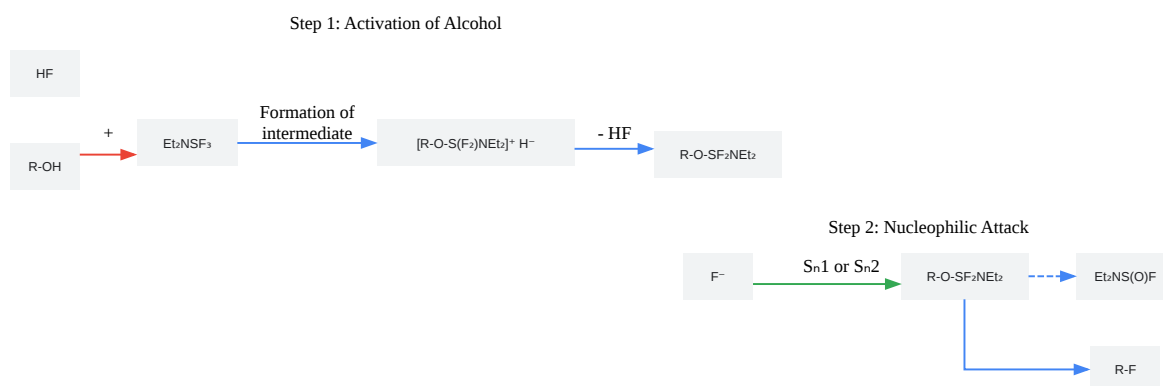 Step 1: Activation of Alcohol
HF
+
Formation of
intermediate
- HF
R-OH
Et₂NSF₃
[R-O-S(F₂)NEt₂]⁺ H⁻
R-O-SF₂NEt₂
Step 2: Nucleophilic Attack
F⁻
Sₙ1 or Sₙ2
R-O-SF₂NEt₂
Et₂NS(O)F
R-F